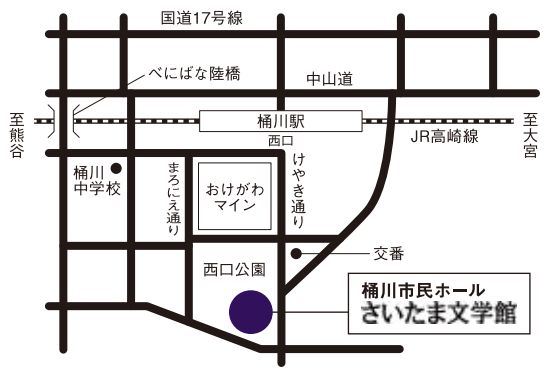 国道17号線
べにばな陸橋
中山道
至熊谷
桶川駅
至大宮
西口
JR高崎線
桶川
中学校
まろにえ通り
おけがわ
マイン
けやき通り
交番
西口公園
桶川市民ホール
さいたま文学館